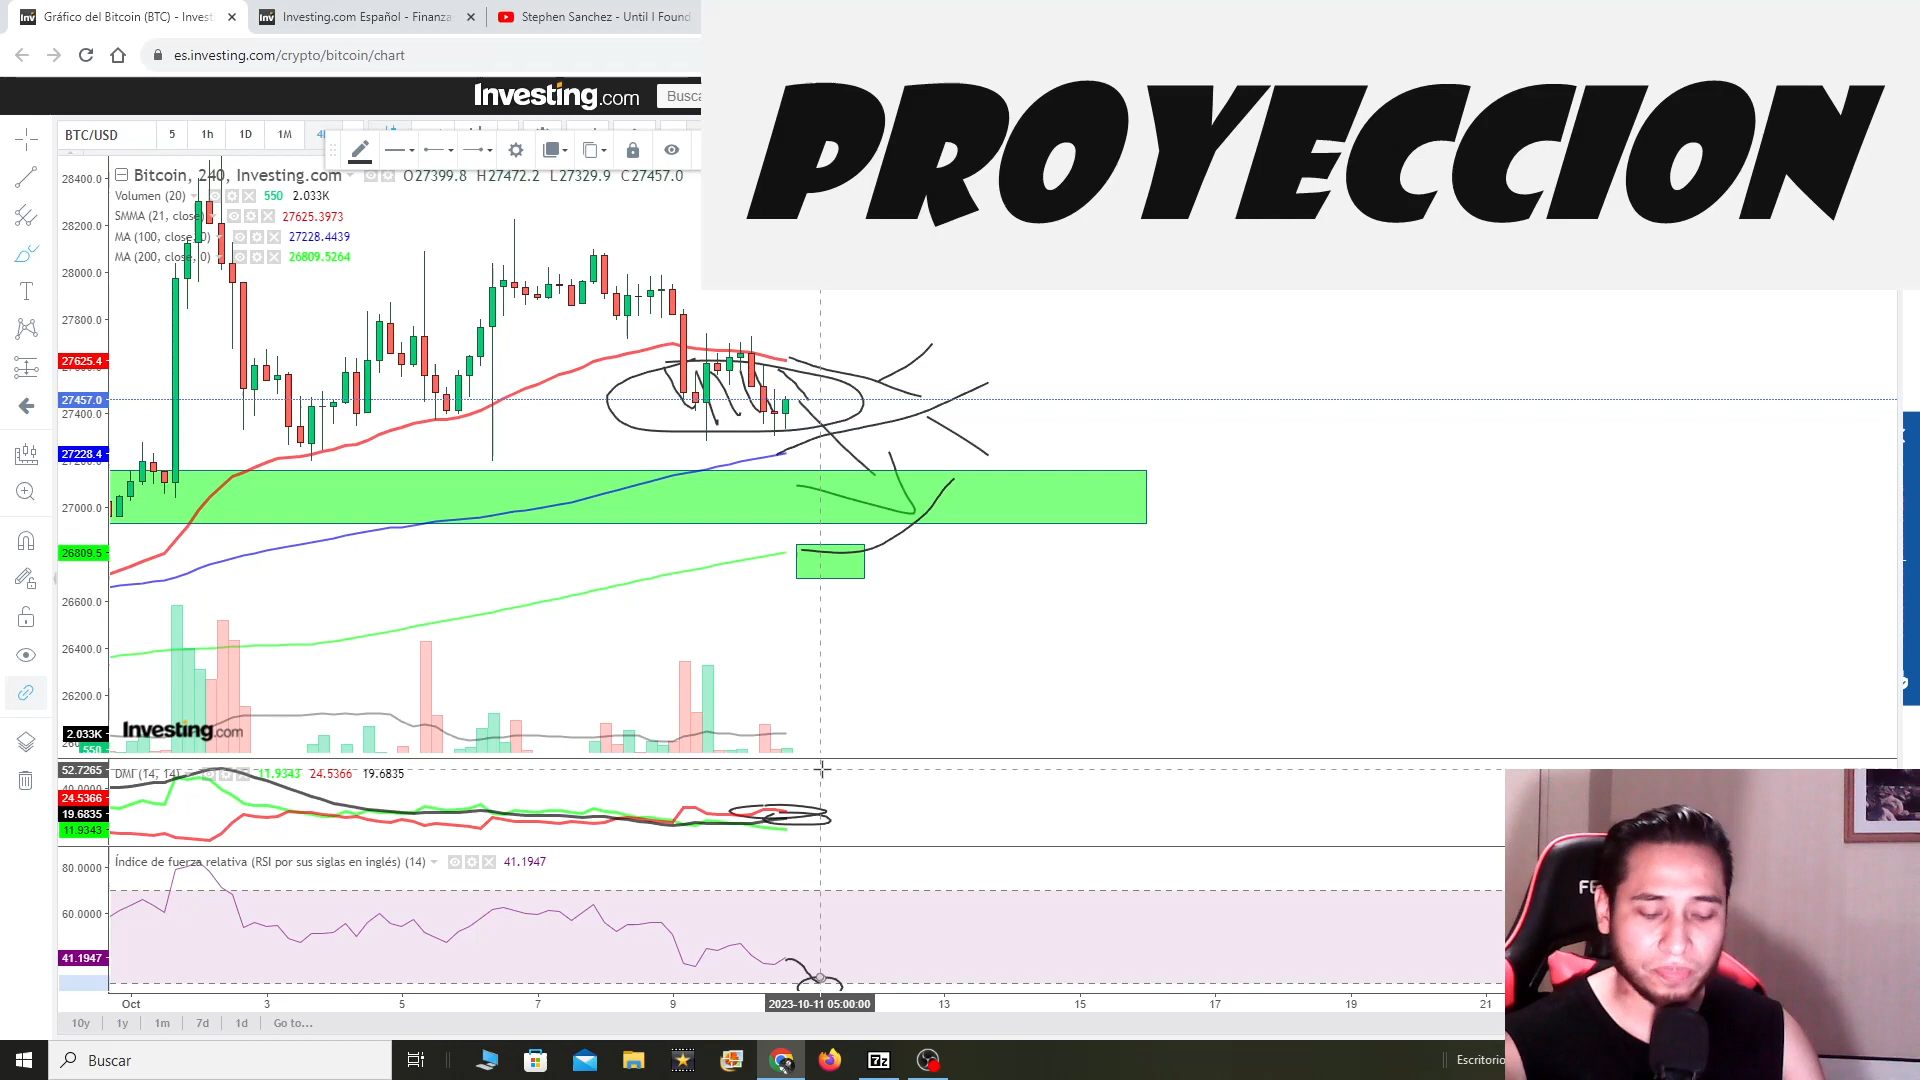 Gráfico del Bitcoin (BTC) - Invest
Investing.com Español - Finanza
Stephen Sanchez - Until I Found
es.investing.com/crypto/bitcoin/chart
PROYECCION
Investing.com
Busca
BTC/USD 5 1h 1D 1M
Bitcoin, 240, Investing.com O27399.8 H27472.2 L27329.9 C27457.0
Volumen (20) 550 2.033K
SMMA (21, close) 27625.3973
MA (100, close, 0) 27228.4439
MA (200, close, 0) 26809.5264
28400.0
28200.0
28000.0
27800.0
27625.4
27457.0
27400.0
27228.4
27000.0
26809.5
26600.0
26400.0
26200.0
2.033K
550
Investing.com
52.7265
DMI (14, 14) 11.9343 24.5366 19.6835
40.0000
24.5366
19.6835
11.9343
Índice de fuerza relativa (RSI por sus siglas en inglés) (14) 41.1947
80.0000
60.0000
41.1947
FE
Oct 3 5 7 9 2023-10-11 05:00:00 13 15 17 19 21
10y 1y 1m 7d 1d Go to...
Buscar
7z
Escritorio